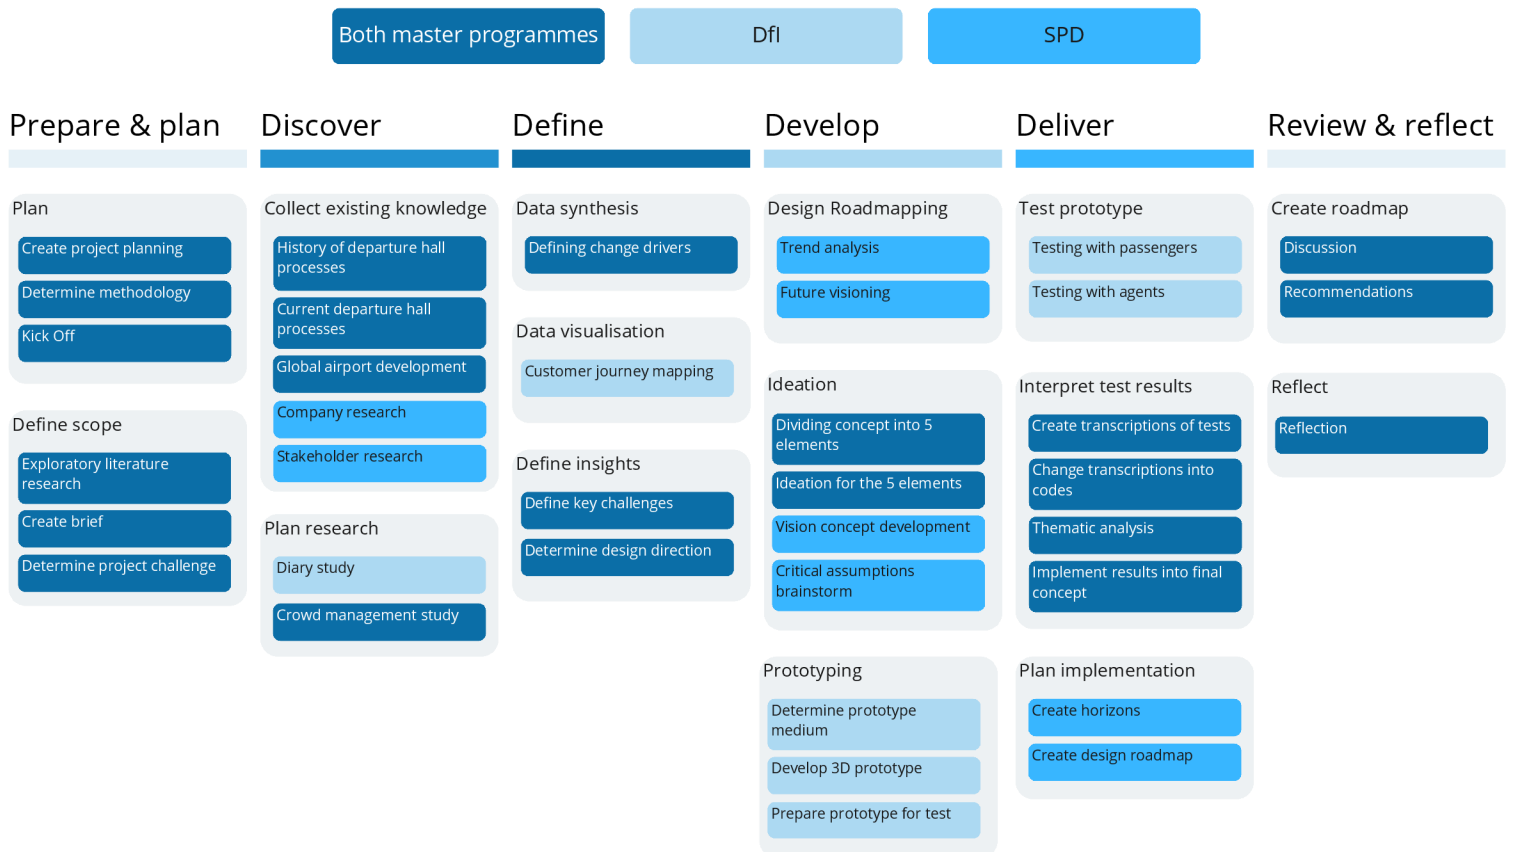 Both master programmes
DfI
SPD
Prepare & plan
Plan
Create project planning
Determine methodology
Kick Off
Define scope
Exploratory literature
research
Create brief
Determine project challenge
Discover
Collect existing knowledge
History of departure hall
processes
Current departure hall
processes
Global airport development
Company research
Stakeholder research
Plan research
Diary study
Crowd management study
Define
Data synthesis
Defining change drivers
Data visualisation
Customer journey mapping
Define insights
Define key challenges
Determine design direction
Develop
Design Roadmapping
Trend analysis
Future visioning
Ideation
Dividing concept into 5
elements
Ideation for the 5 elements
Vision concept development
Critical assumptions
brainstorm
Prototyping
Determine prototype
medium
Develop 3D prototype
Prepare prototype for test
Deliver
Test prototype
Testing with passengers
Testing with agents
Interpret test results
Create transcriptions of tests
Change transcriptions into
codes
Thematic analysis
Implement results into final
concept
Plan implementation
Create horizons
Create design roadmap
Review & reflect
Create roadmap
Discussion
Recommendations
Reflect
Reflection